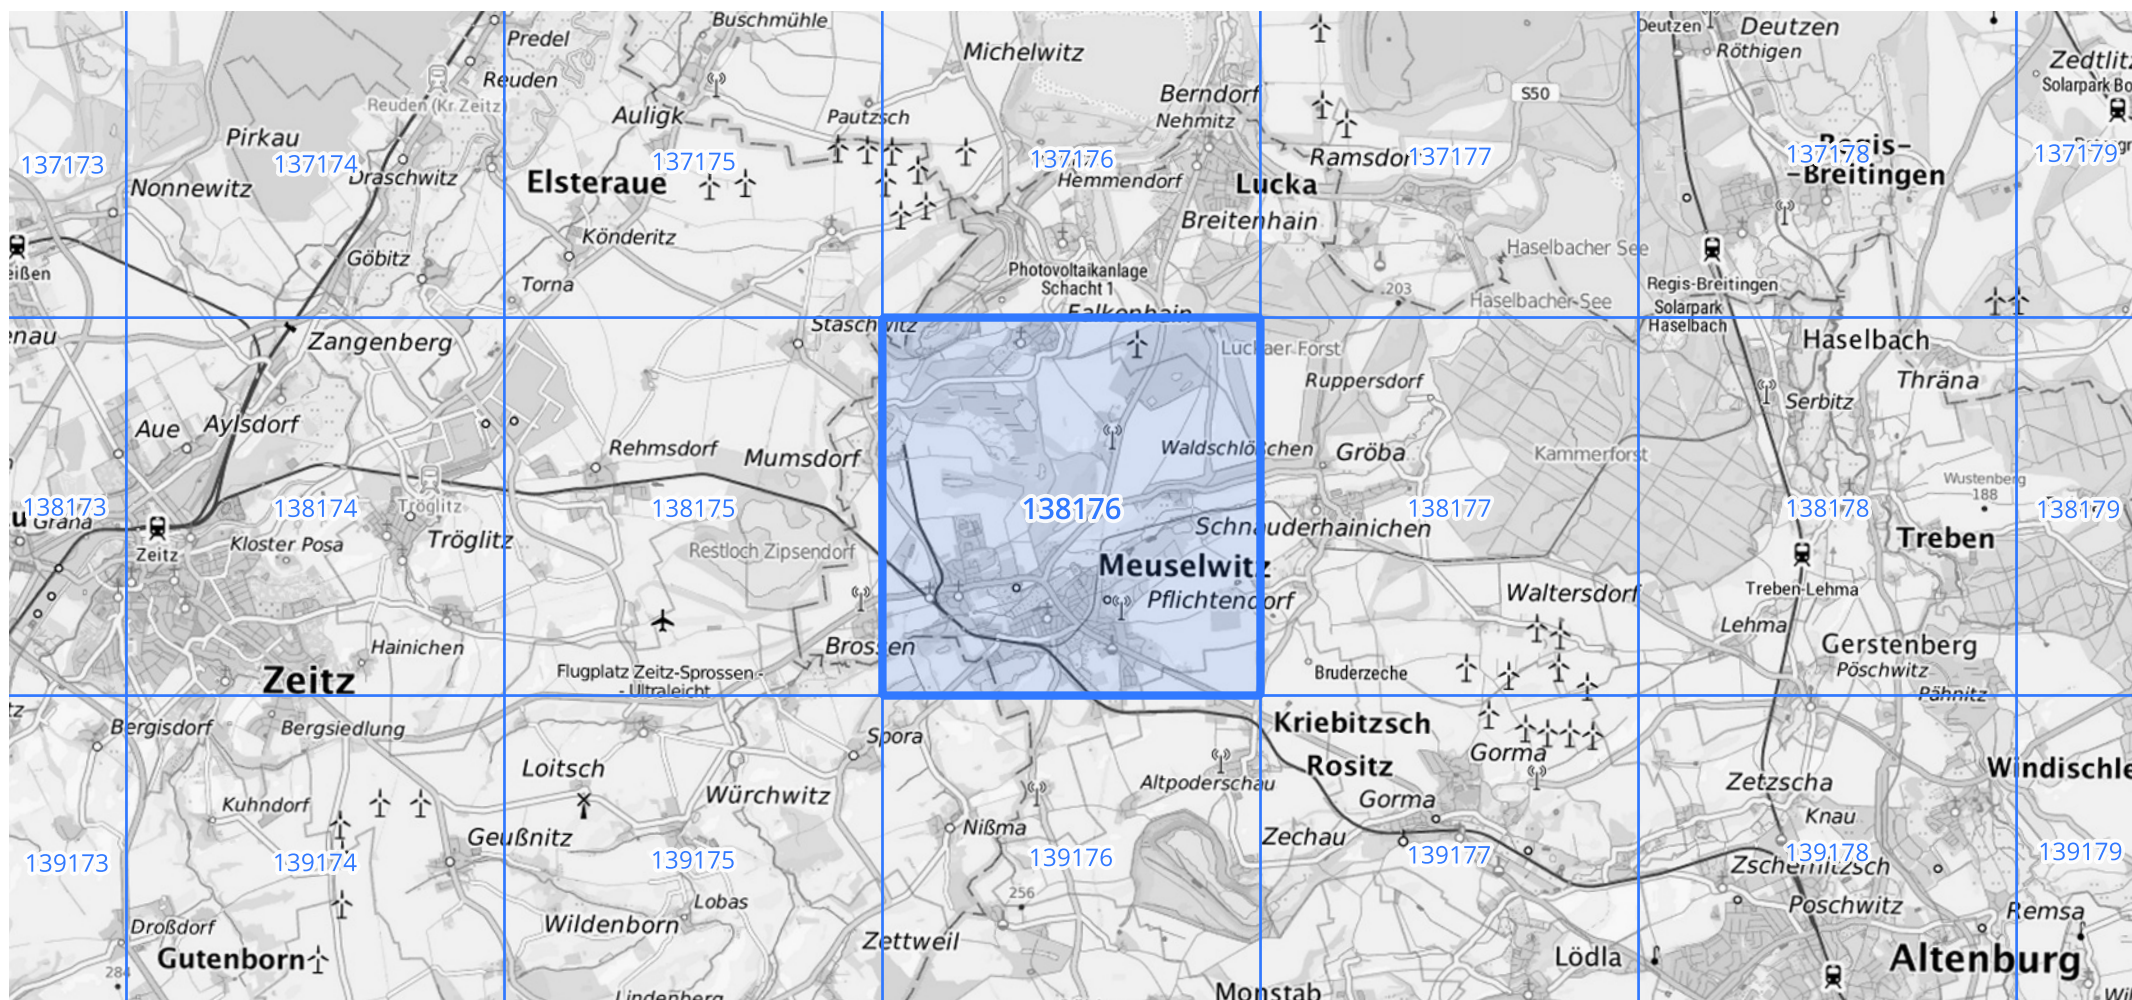 Buschmühle
Predel
Michelwitz
Deutzen
Deutzen
Röthigen
Zedtlitz
Solarpark Bo
Reuden
Reuden (Kr Zeitz)
S50
Berndorf
Nehmitz
Auligk
Pautzsch
Pirkau
137173
137174
137175
137176
Ramsdorf
137177
Regis-
137178
-Breitingen
137179
Draschwitz
Nonnewitz
Elsteraue
Hemmendorf
Lucka
Breitenhain
Könderitz
Göbitz
eißen
Torna
Photovoltaikanlage
Schacht 1
Haselbacher See
203
Haselbacher-See
Regis-Breitingen
Solarpark
Haselbach
Falkenhain
Staschwitz
enau
Zangenberg
Luckaer Forst
Haselbach
Ruppersdorf
Thräna
Serbitz
Aue
Aylsdorf
Rehmsdorf
Mumsdorf
Waldschlößchen
Gröba
Kammerforst
Wustenberg
188
138173
138174
Tröglitz
138175
138176
138177
138178
138179
u
Grana
Zeitz
Kloster Posa
Tröglitz
Restloch Zipsendorf
Schnauderhainichen
Treben
Meuselwitz
Pflichtendorf
Waltersdorf
Treben-Lehma
Lehma
Hainichen
Brossen
Gerstenberg
Pöschwitz
Zeitz
Flugplatz Zeitz-Sprossen-
- Ultraleicht
Bruderzeche
Pähnitz
tz
Bergisdorf
Bergsiedlung
Spora
Kriebitzsch
Gorma
Rositz
Loitsch
Altpoderschau
Windischle
Zetzscha
Kuhndorf
Würchwitz
Gorma
Knau
Geußnitz
Nißma
Zechau
139173
139174
139175
139176
139177
139178
139179
Zschernitzsch
256
Lobas
Poschwitz
Remsa
Droßdorf
Wildenborn
Zettweil
Gutenborn
Lödla
Altenburg
284
Lindenberg
Monstab
Wil